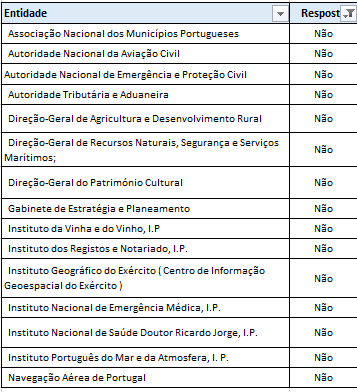 Entidade Respost
Associação Nacional dos Municípios Portugueses Não
Autoridade Nacional da Aviação Civil Não
Autoridade Nacional de Emergência e Proteção Civil Não
Autoridade Tributária e Aduaneira Não
Direção-Geral de Agricultura e Desenvolvimento Rural Não
Direção-Geral de Recursos Naturais, Segurança e Serviços
Marítimos; Não
Direção-Geral do Património Cultural Não
Gabinete de Estratégia e Planeamento Não
Instituto da Vinha e do Vinho, I.P Não
Instituto dos Registos e Notariado, I.P. Não
Instituto Geográfico do Exército ( Centro de Informação
Geoespacial do Exército ) Não
Instituto Nacional de Emergência Médica, I.P. Não
Instituto Nacional de Saúde Doutor Ricardo Jorge, I.P. Não
Instituto Português do Mar e da Atmosfera, I. P. Não
Navegação Aérea de Portugal Não